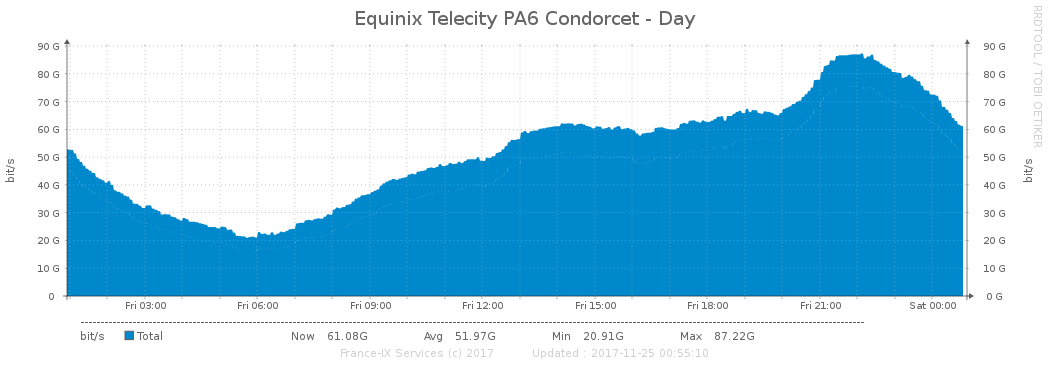 Equinix Telecity PA6 Condorcet - Day
RRDTOOL / TOBI OETIKER
90 G 90 G
80 G 80 G
70 G 70 G
60 G 60 G
50 G 50 G
40 G 40 G
30 G 30 G
20 G 20 G
10 G 10 G
0 0 G
bit/s
bit/s
Fri 03:00 Fri 06:00 Fri 09:00 Fri 12:00 Fri 15:00 Fri 18:00 Fri 21:00 Sat 00:00
bit/s Total Now 61.08G Avg 51.97G Min 20.91G Max 87.22G
France-IX Services (c) 2017 Updated : 2017-11-25 00:55:10